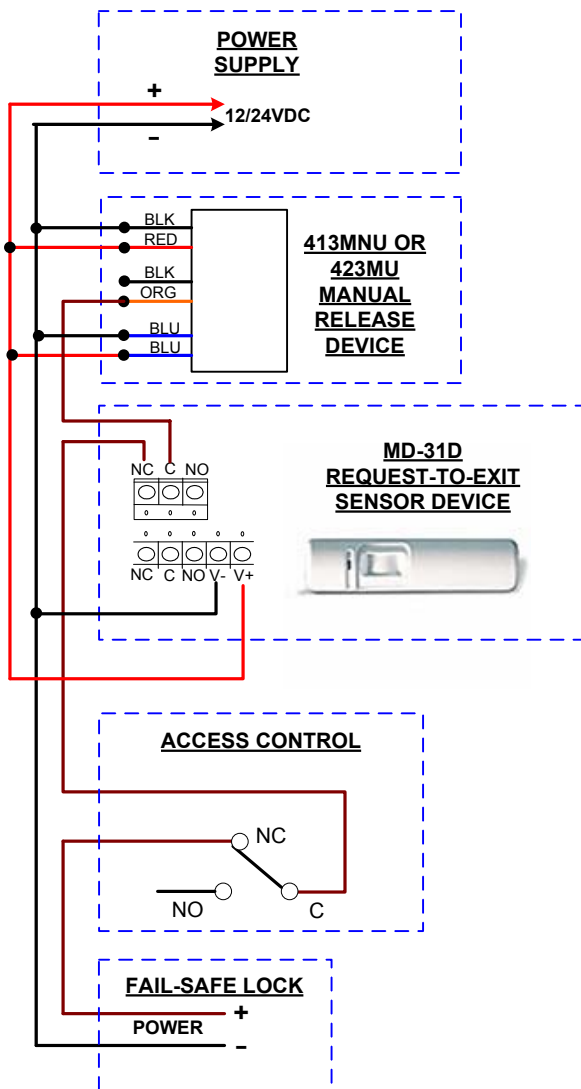 POWER
SUPPLY
+
12/24VDC
-
BLK
RED
BLK
ORG
BLU
BLU
413MNU OR
423MU
MANUAL
RELEASE
DEVICE
MD-31D
REQUEST-TO-EXIT
SENSOR DEVICE
NC C NO
NC C NO V- V+
ACCESS CONTROL
NC
NO
C
FAIL-SAFE LOCK
+
POWER
-